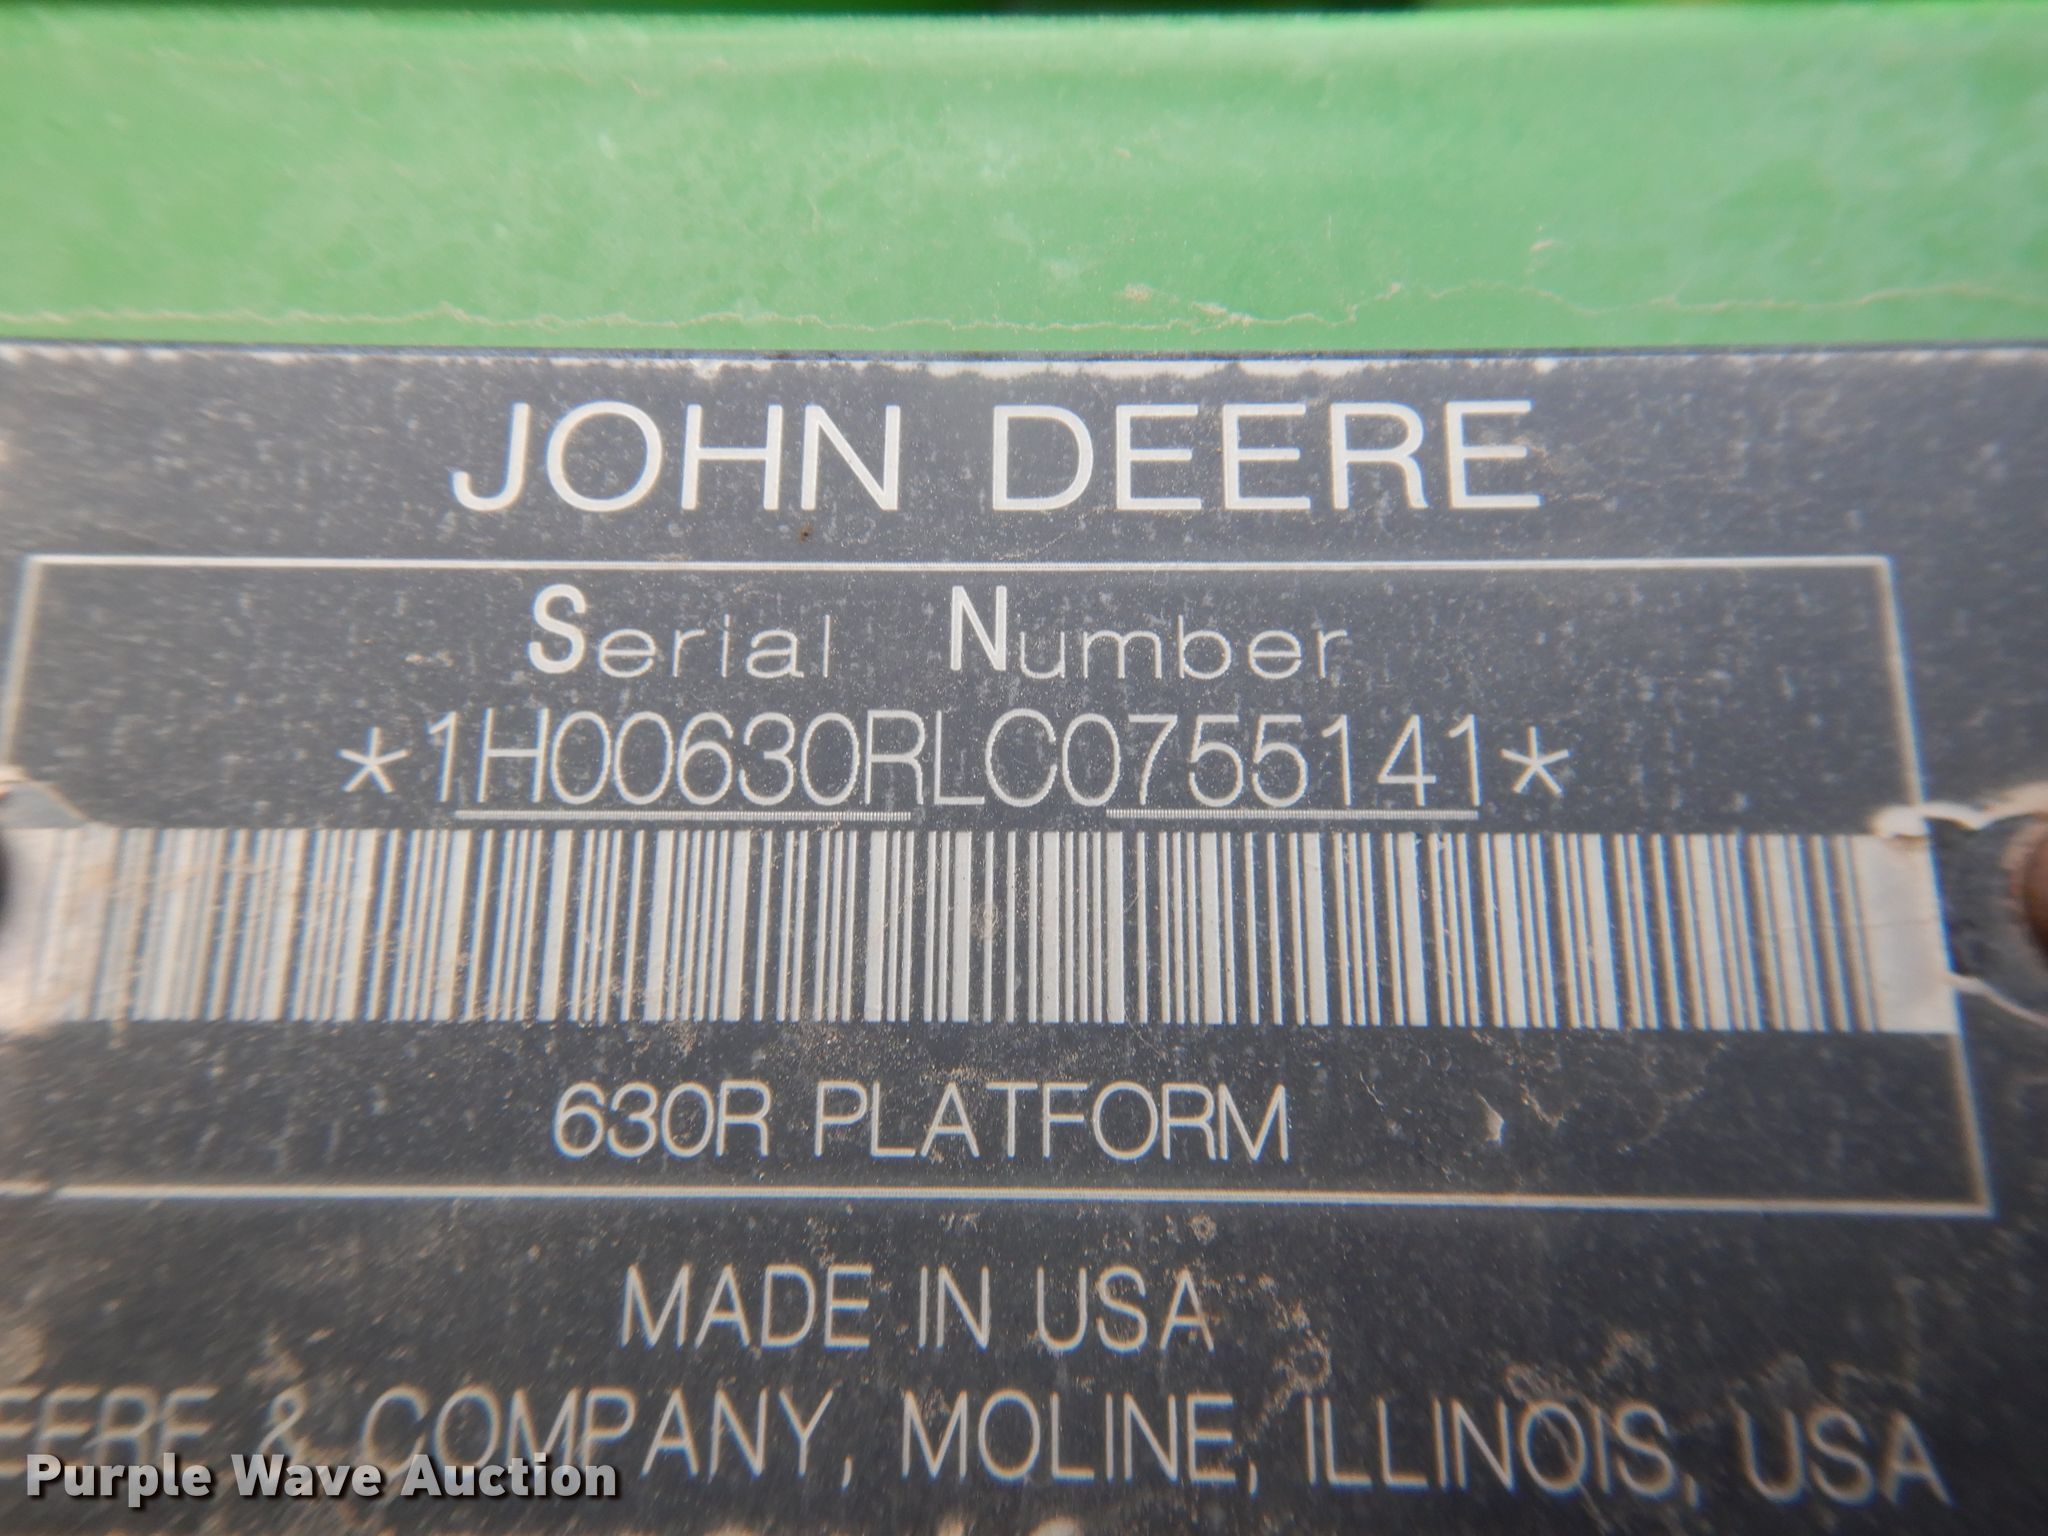 JOHN DEERE
Serial Number
*1H00630RLC0755141*
630R PLATFORM
MADE IN USA
& COMPANY, MOLINE, ILLINOIS, USA
Purple Wave Auction